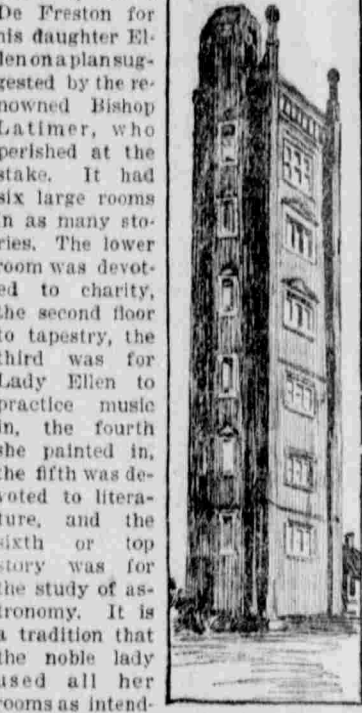 De Freston for
his daughter El-
len on a plan sug-
gested by the re-
nowned Bishop
Latimer, who
perished at the
stake. It had
six large rooms
in as many sto-
ries. The lower
room was devot-
ed to charity,
the second floor
to tapestry, the
third was for
Lady Ellen to
practice music
in, the fourth
she painted in,
the fifth was de-
voted to litera-
ture, and the
sixth or top
story was for
the study of as-
tronomy. It is
a tradition that
the noble lady
used all her
rooms as intend-